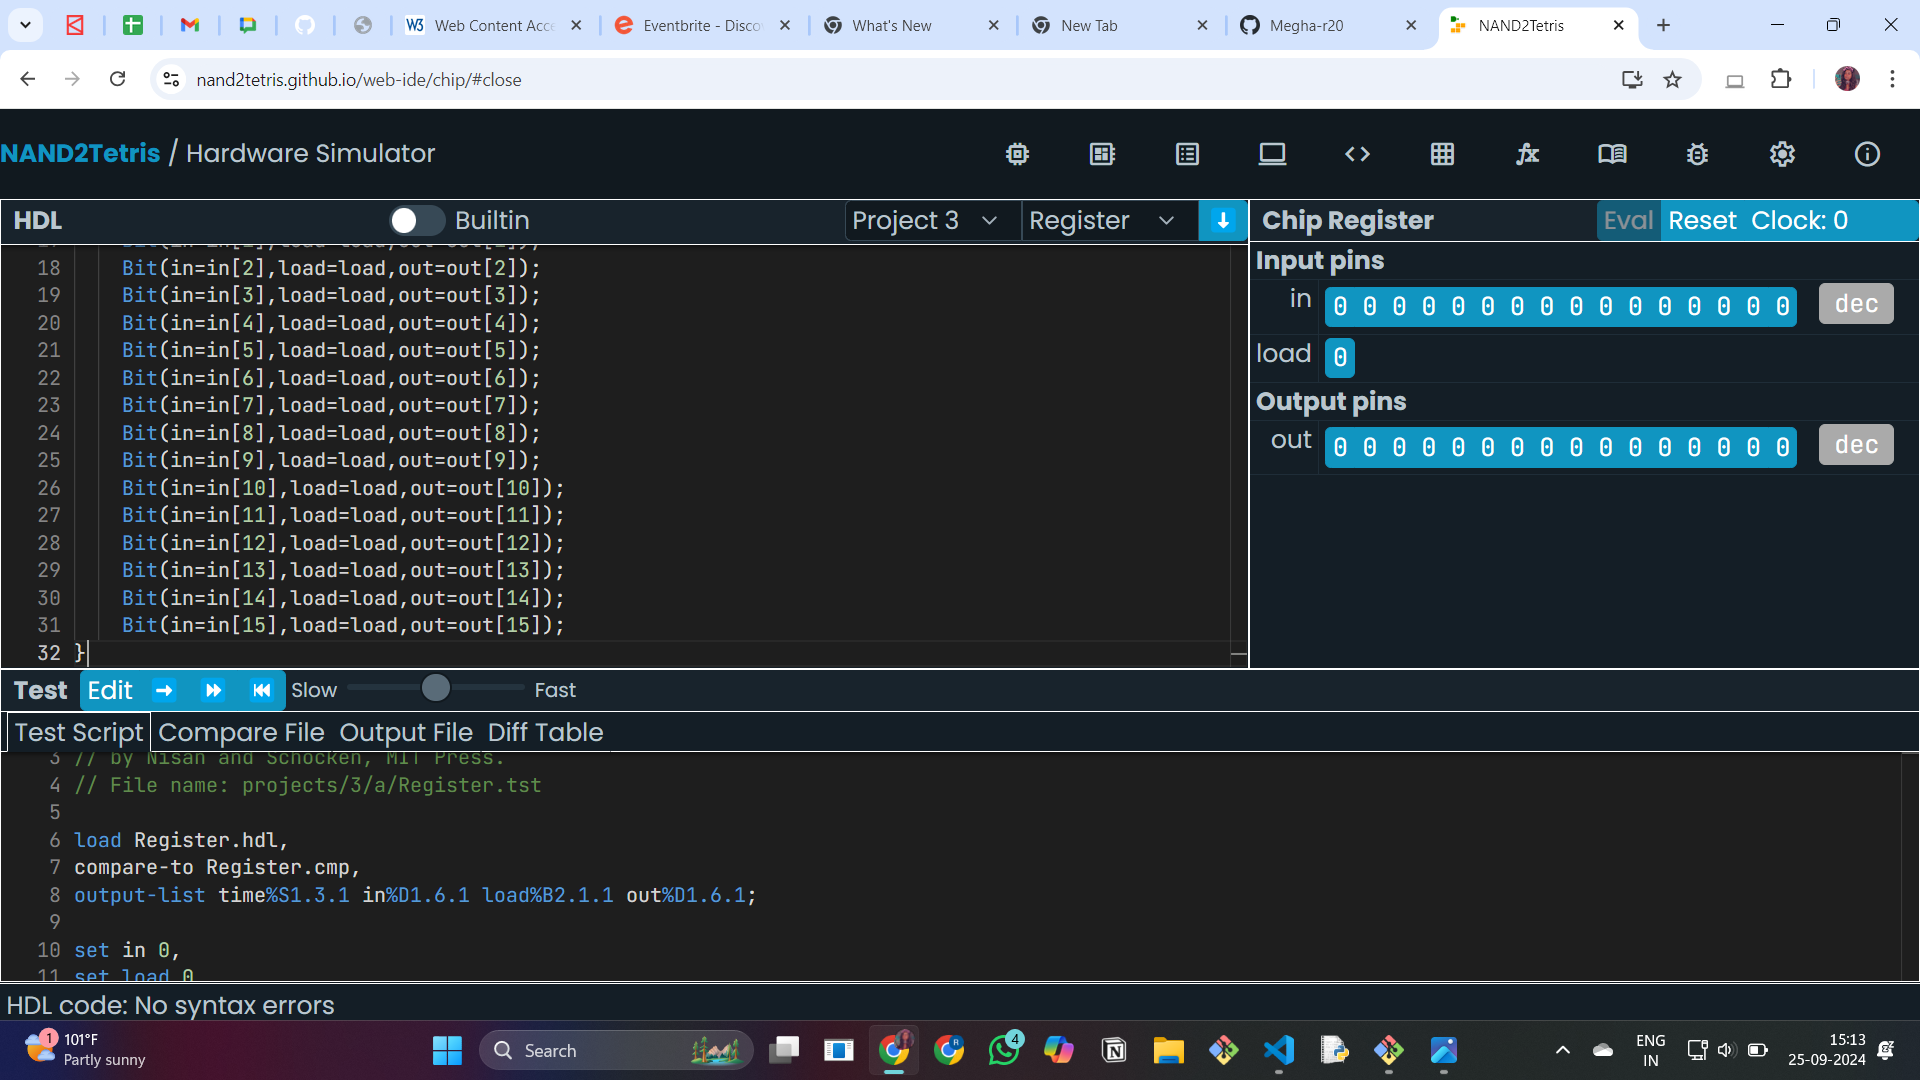 Web Content Acce
Eventbrite - Disco
What's New
New Tab
Megha-r20
NAND2Tetris
nand2tetris.github.io/web-ide/chip/#close
NAND2Tetris / Hardware Simulator
HDL
Builtin
Project 3
Register
Chip Register
Eval Reset Clock: 0
18 Bit(in=in[2],load=load,out=out[2]);
19 Bit(in=in[3],load=load,out=out[3]);
20 Bit(in=in[4],load=load,out=out[4]);
21 Bit(in=in[5],load=load,out=out[5]);
22 Bit(in=in[6],load=load,out=out[6]);
23 Bit(in=in[7],load=load,out=out[7]);
24 Bit(in=in[8],load=load,out=out[8]);
25 Bit(in=in[9],load=load,out=out[9]);
26 Bit(in=in[10],load=load,out=out[10]);
27 Bit(in=in[11],load=load,out=out[11]);
28 Bit(in=in[12],load=load,out=out[12]);
29 Bit(in=in[13],load=load,out=out[13]);
30 Bit(in=in[14],load=load,out=out[14]);
31 Bit(in=in[15],load=load,out=out[15]);
32 }
Input pins
in 0 0 0 0 0 0 0 0 0 0 0 0 0 0 0 0 dec
load 0
Output pins
out 0 0 0 0 0 0 0 0 0 0 0 0 0 0 0 0 dec
Test Edit Slow Fast
Test Script Compare File Output File Diff Table
3 // by Nisan and Schocken, MIT Press.
4 // File name: projects/3/a/Register.tst
5
6 load Register.hdl,
7 compare-to Register.cmp,
8 output-list time%S1.3.1 in%D1.6.1 load%B2.1.1 out%D1.6.1;
9
10 set in 0,
11 set load 0
HDL code: No syntax errors
1
101°F
Partly sunny
Search
4
ENG
IN
15:13
25-09-2024